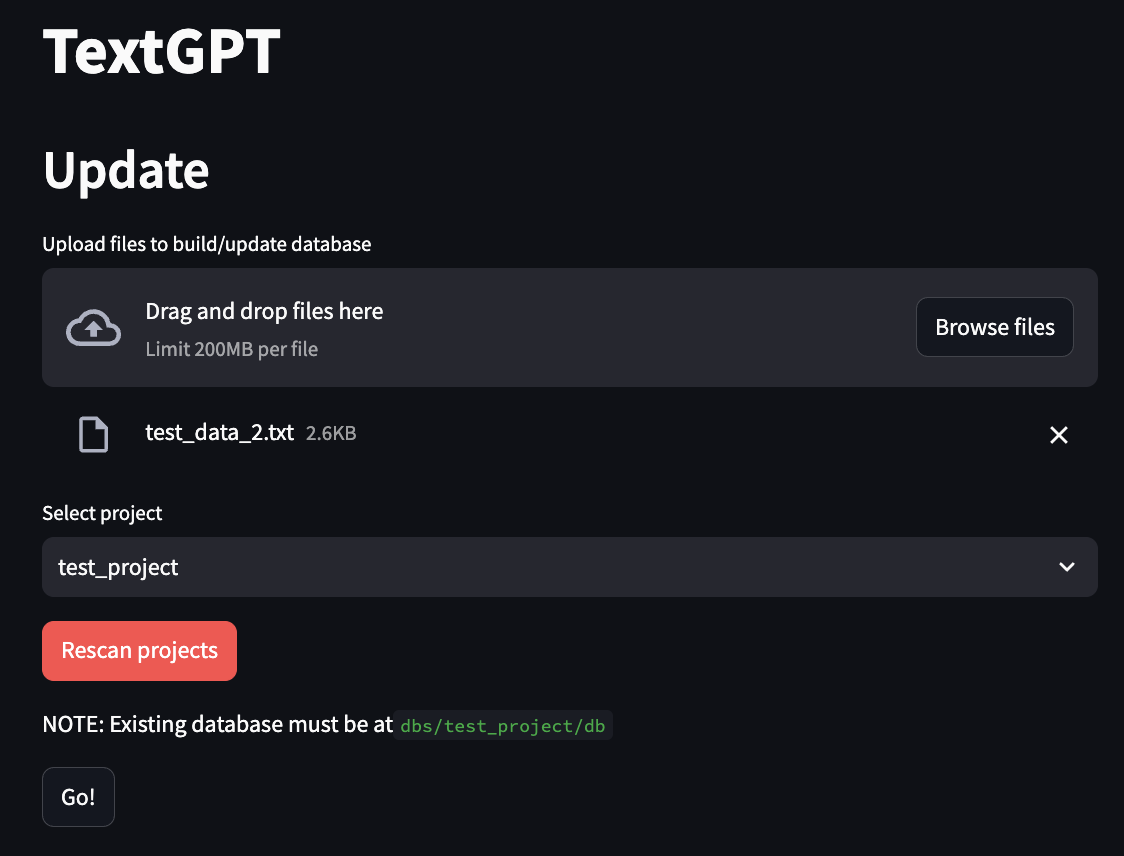 TextGPT
Update
Upload files to build/update database
Drag and drop files here
Limit 200MB per file
Browse files
test_data_2.txt 2.6KB
Select project
test_project
Rescan projects
NOTE: Existing database must be at dbs/test_project/db
Go!